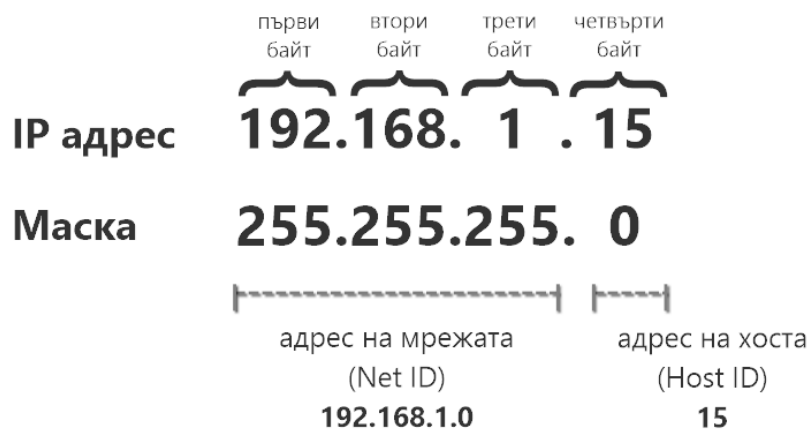 първи втори трети четвърти
байт байт байт байт
IP адрес 192.168. 1 . 15
Маска 255.255.255. 0
адрес на мрежата адрес на хоста
(Net ID) (Host ID)
192.168.1.0 15